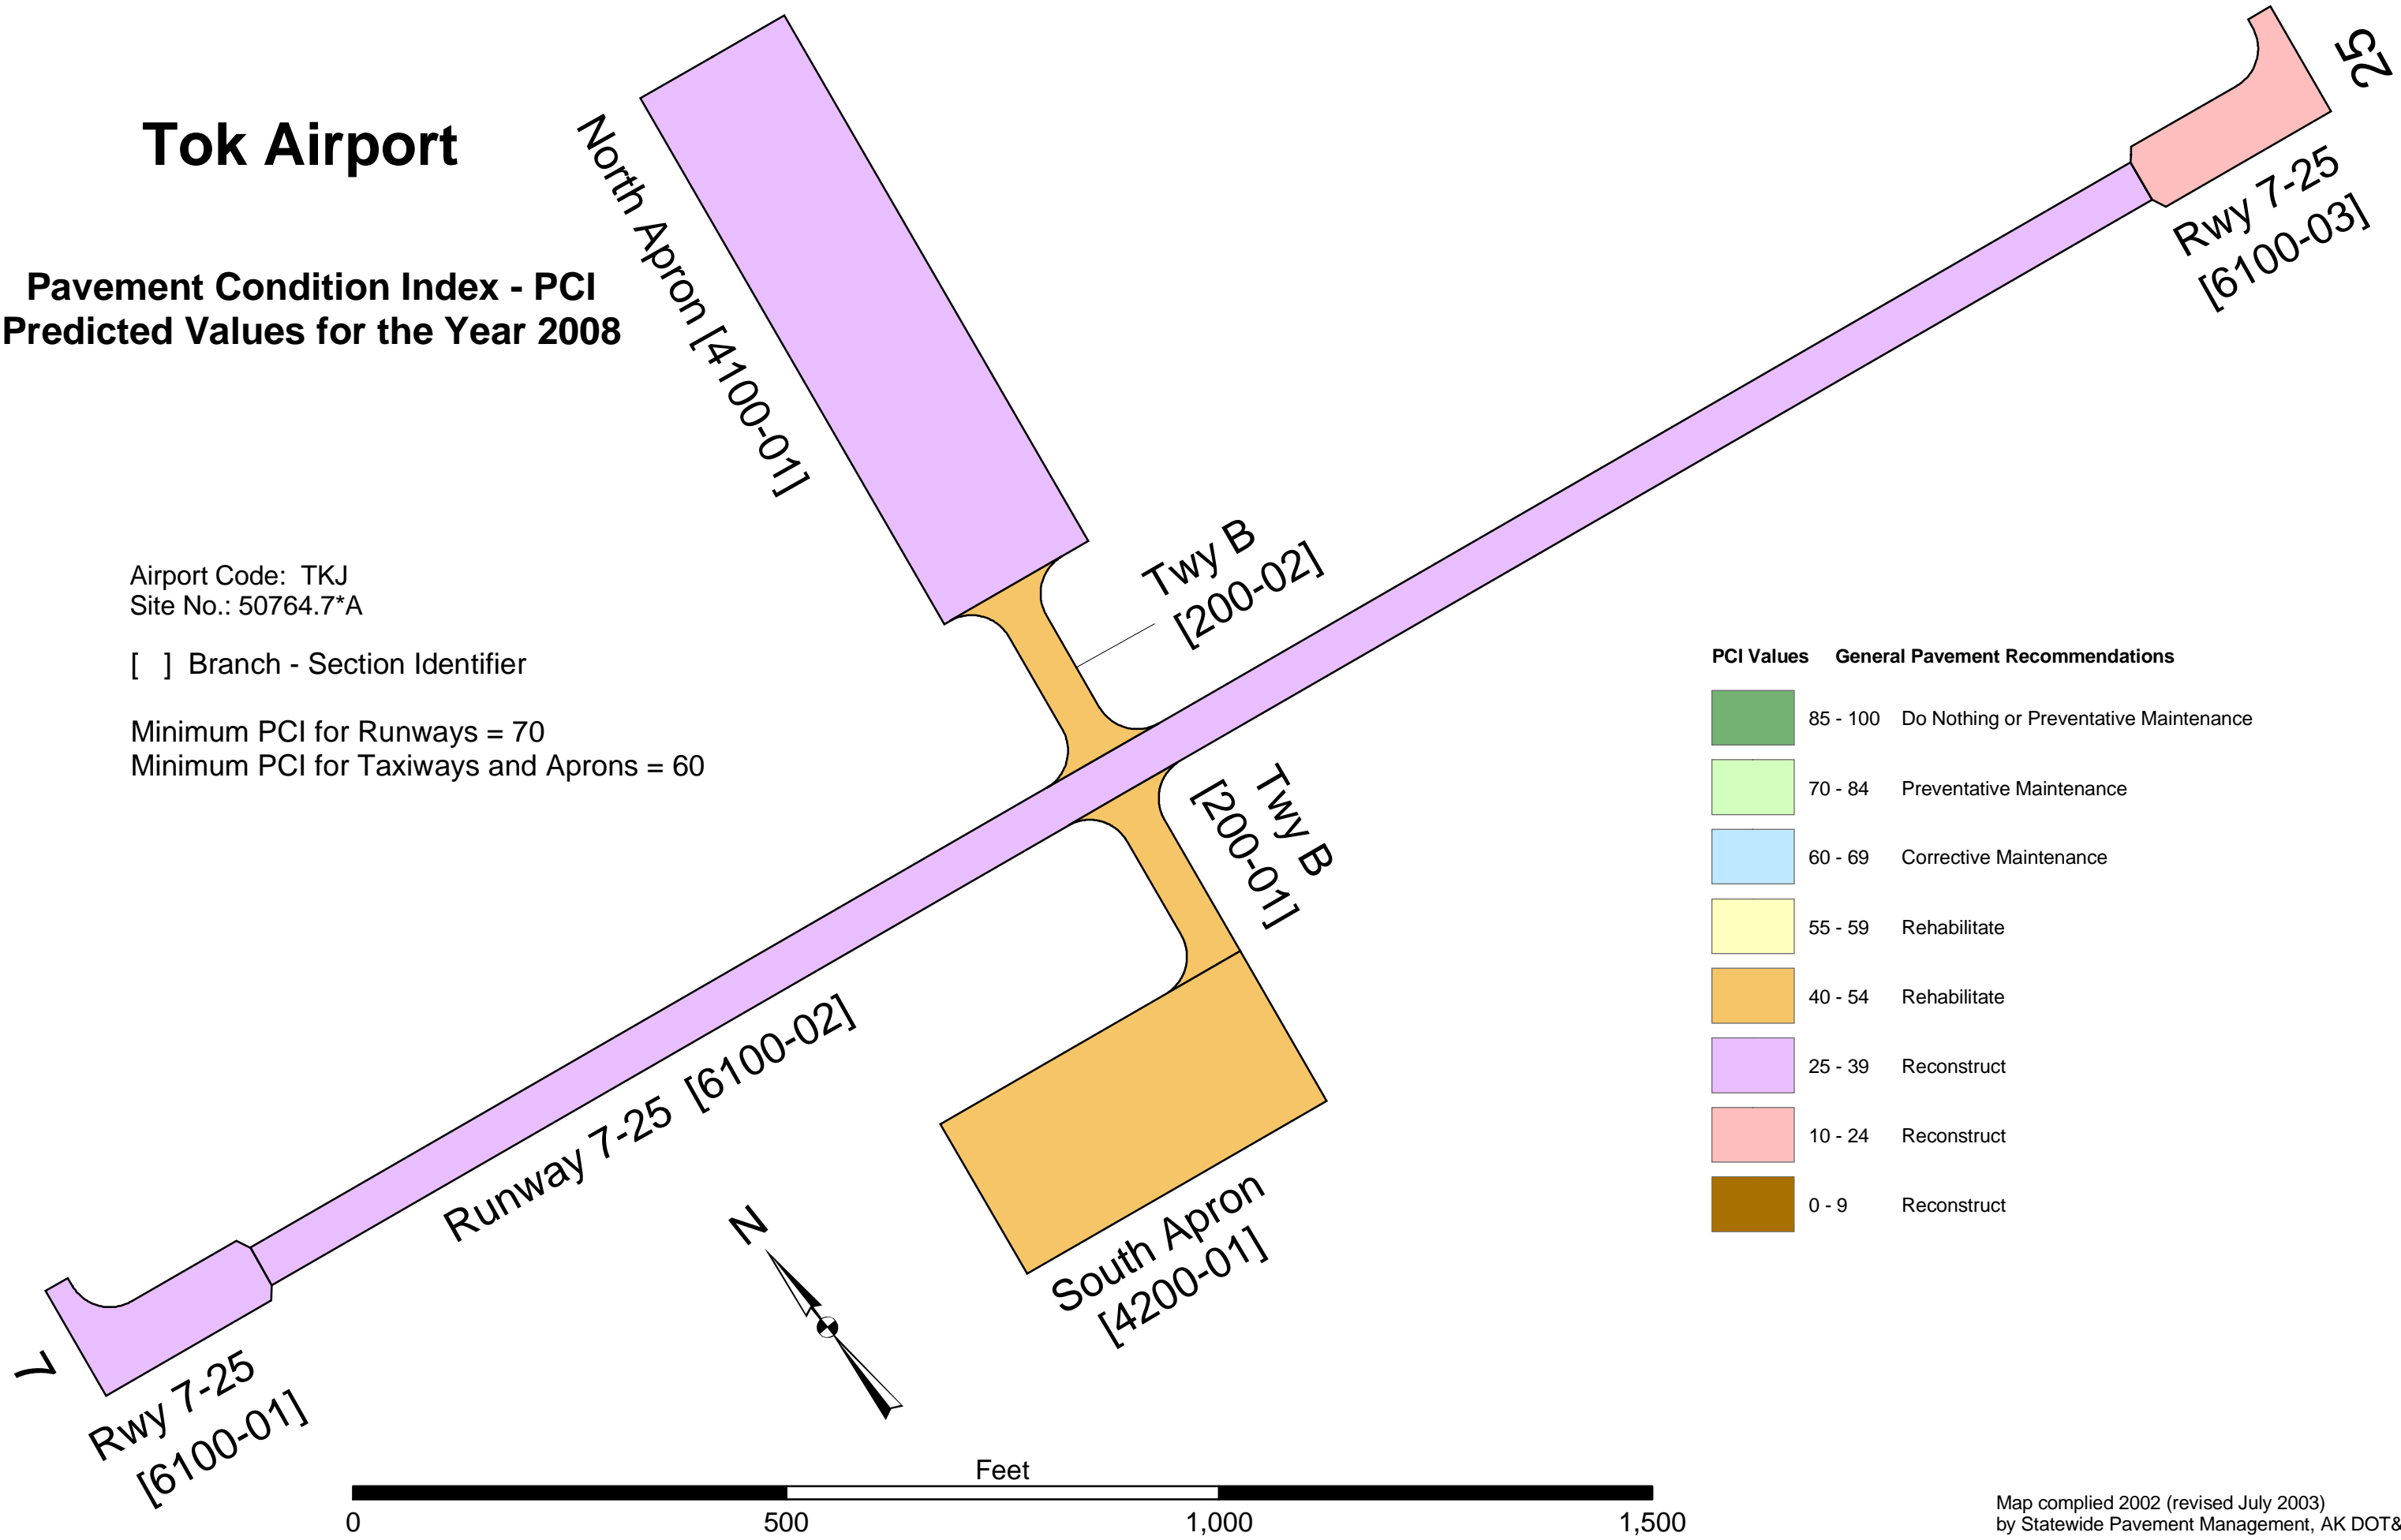 Tok Airport
Pavement Condition Index - PCI
Predicted Values for the Year 2008
Airport Code:  TKJ
Site No.: 50764.7*A
[   ]  Branch - Section Identifier
Minimum PCI for Runways = 70
Minimum PCI for Taxiways and Aprons = 60
North Apron [4100-01]
25
Rwy 7-25
[6100-03]
Twy B
[200-02]
Twy B
[200-01]
Runway 7-25  [6100-02]
South Apron
[4200-01]
7
Rwy 7-25
[6100-01]
N
PCI Values   General Pavement Recommendations
85 - 100   Do Nothing or Preventative Maintenance
70 - 84   Preventative Maintenance
60 - 69   Corrective Maintenance
55 - 59   Rehabilitate
40 - 54   Rehabilitate
25 - 39   Reconstruct
10 - 24   Reconstruct
0 - 9   Reconstruct
Feet
0   500   1,000   1,500
Map complied 2002 (revised July 2003)
by Statewide Pavement Management, AK DOT&